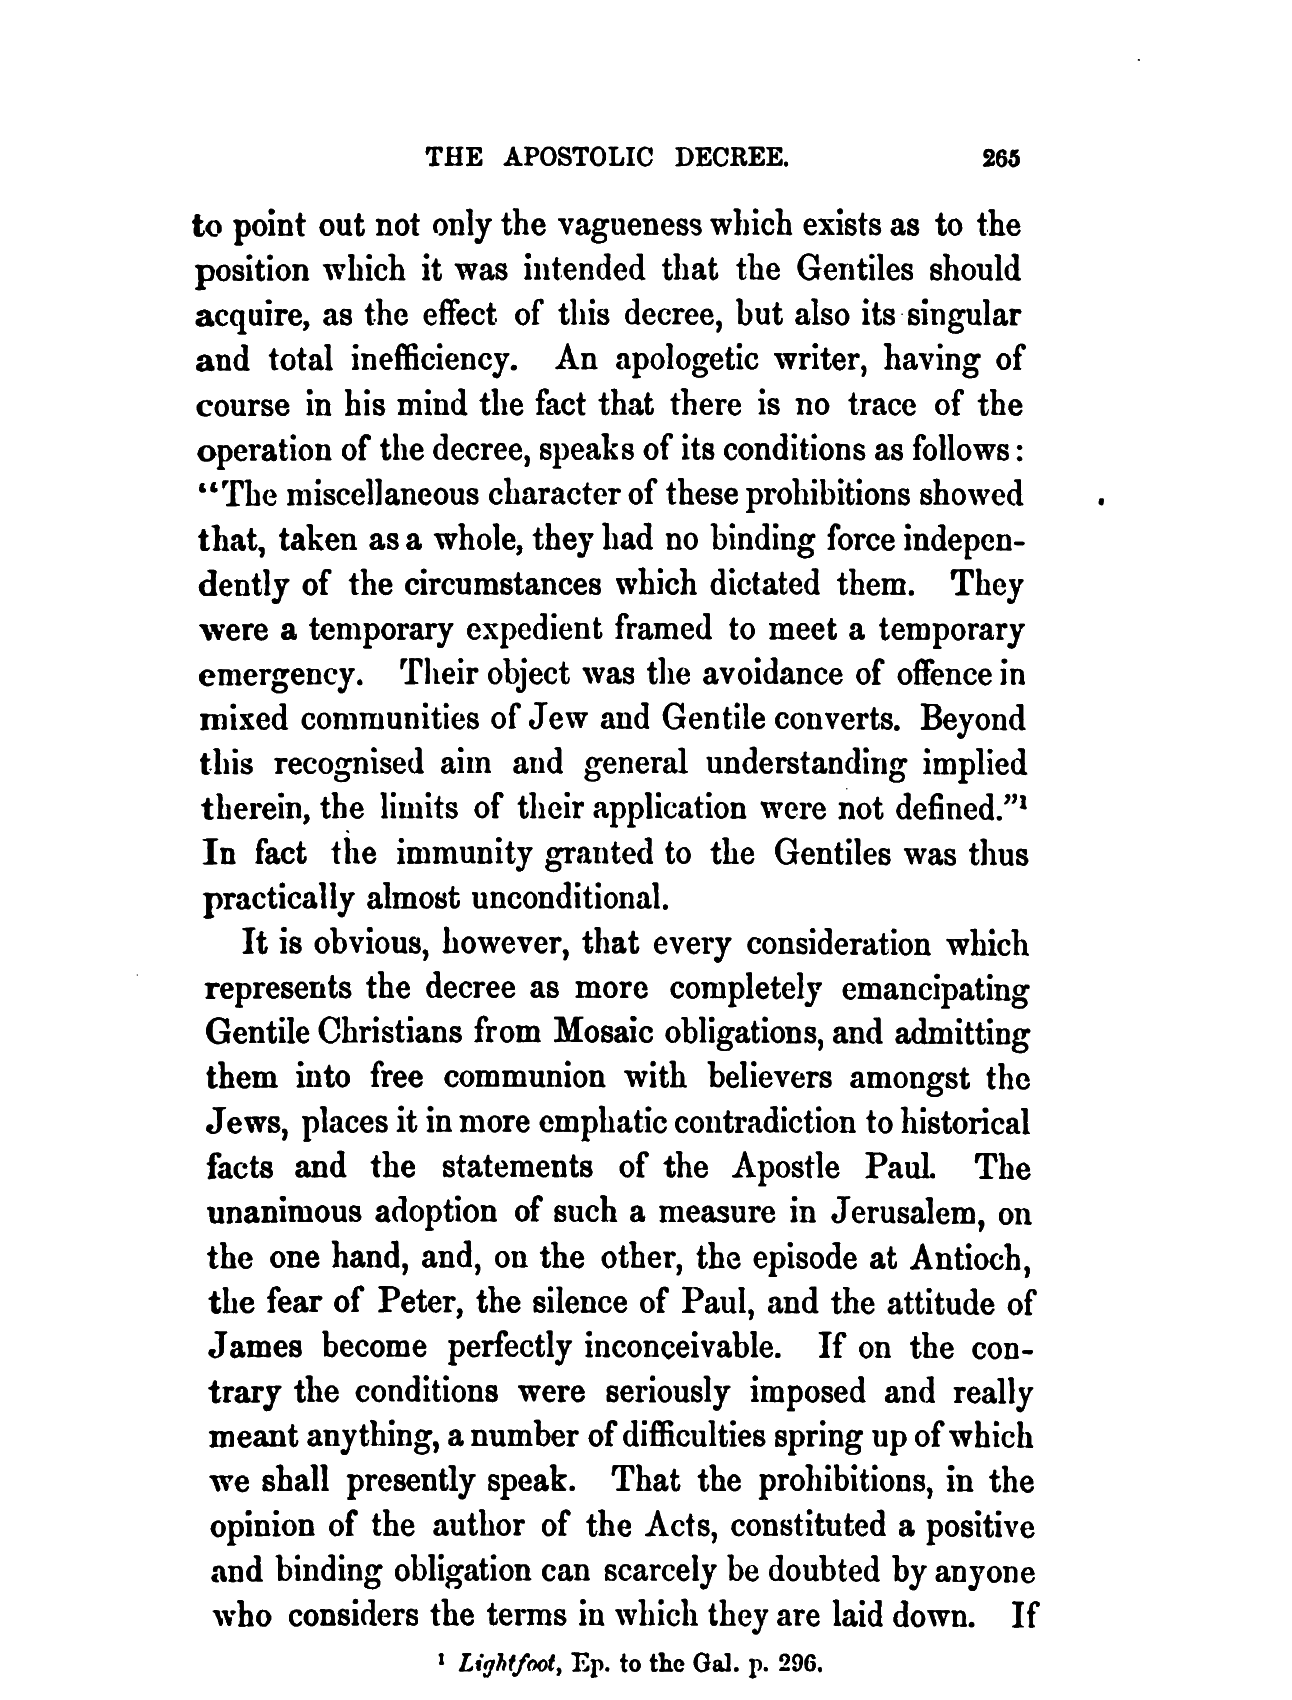 THE APOSTOLIC DECREE. 265
to point out not only the vagueness which exists as to the
position which it was intended that the Gentiles should
acquire, as the effect of this decree, but also its singular
and total inefficiency. An apologetic writer, having of
course in his mind the fact that there is no trace of the
operation of the decree, speaks of its conditions as follows:
“The miscellaneous character of these prohibitions showed
that, taken as a whole, they had no binding force indepen-
dently of the circumstances which dictated them. They
were a temporary expedient framed to meet a temporary
emergency. Their object was the avoidance of offence in
mixed communities of Jew and Gentile converts. Beyond
this recognised aim and general understanding implied
therein, the limits of their application were not defined.”¹
In fact the immunity granted to the Gentiles was thus
practically almost unconditional.
It is obvious, however, that every consideration which
represents the decree as more completely emancipating
Gentile Christians from Mosaic obligations, and admitting
them into free communion with believers amongst the
Jews, places it in more emphatic contradiction to historical
facts and the statements of the Apostle Paul. The
unanimous adoption of such a measure in Jerusalem, on
the one hand, and, on the other, the episode at Antioch,
the fear of Peter, the silence of Paul, and the attitude of
James become perfectly inconceivable. If on the con-
trary the conditions were seriously imposed and really
meant anything, a number of difficulties spring up of which
we shall presently speak. That the prohibitions, in the
opinion of the author of the Acts, constituted a positive
and binding obligation can scarcely be doubted by anyone
who considers the terms in which they are laid down. If
¹ Lightfoot, Ep. to the Gal. p. 296.